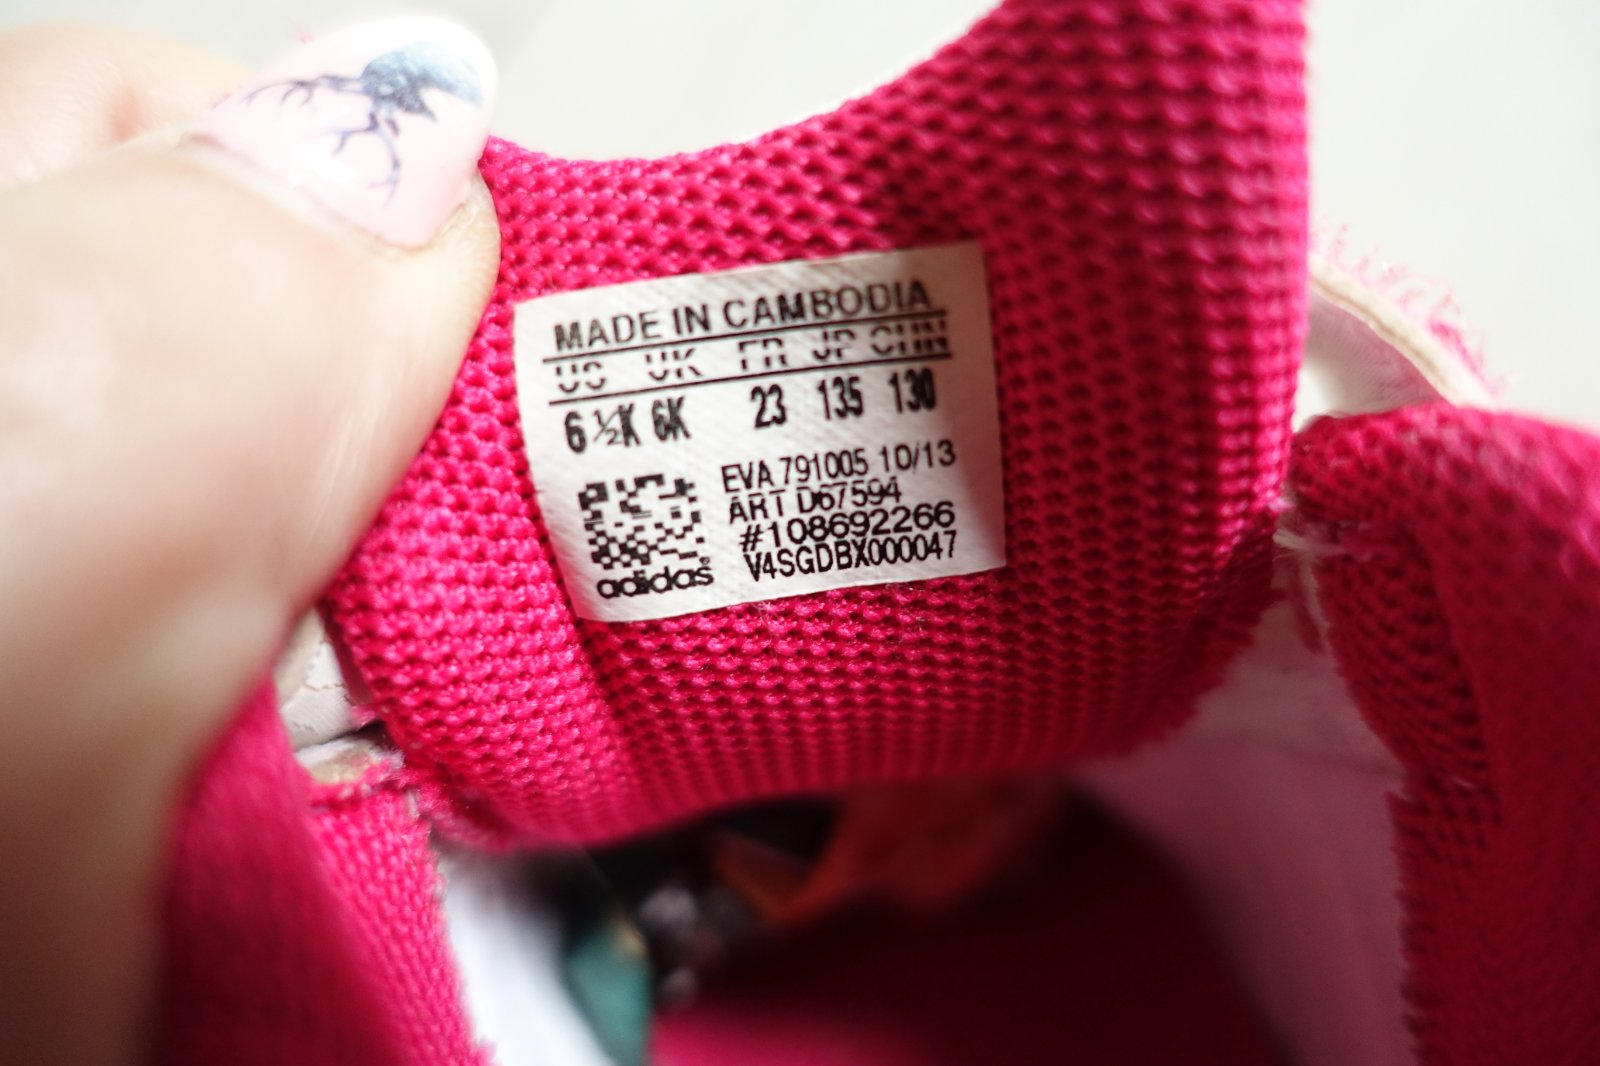 MADE IN CAMBODIA
US UK FR JP CHN
6 ½K 6K 23 135 130
EVA 791005 10/13
ART D67594
#108692266
V4SGDBX000047
adidas®